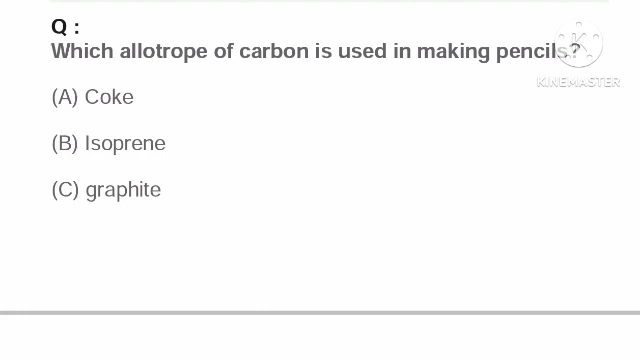 Q :
Which allotrope of carbon is used in making pencils?
(A) Coke
(B) Isoprene
(C) graphite
K
KINEMASTER